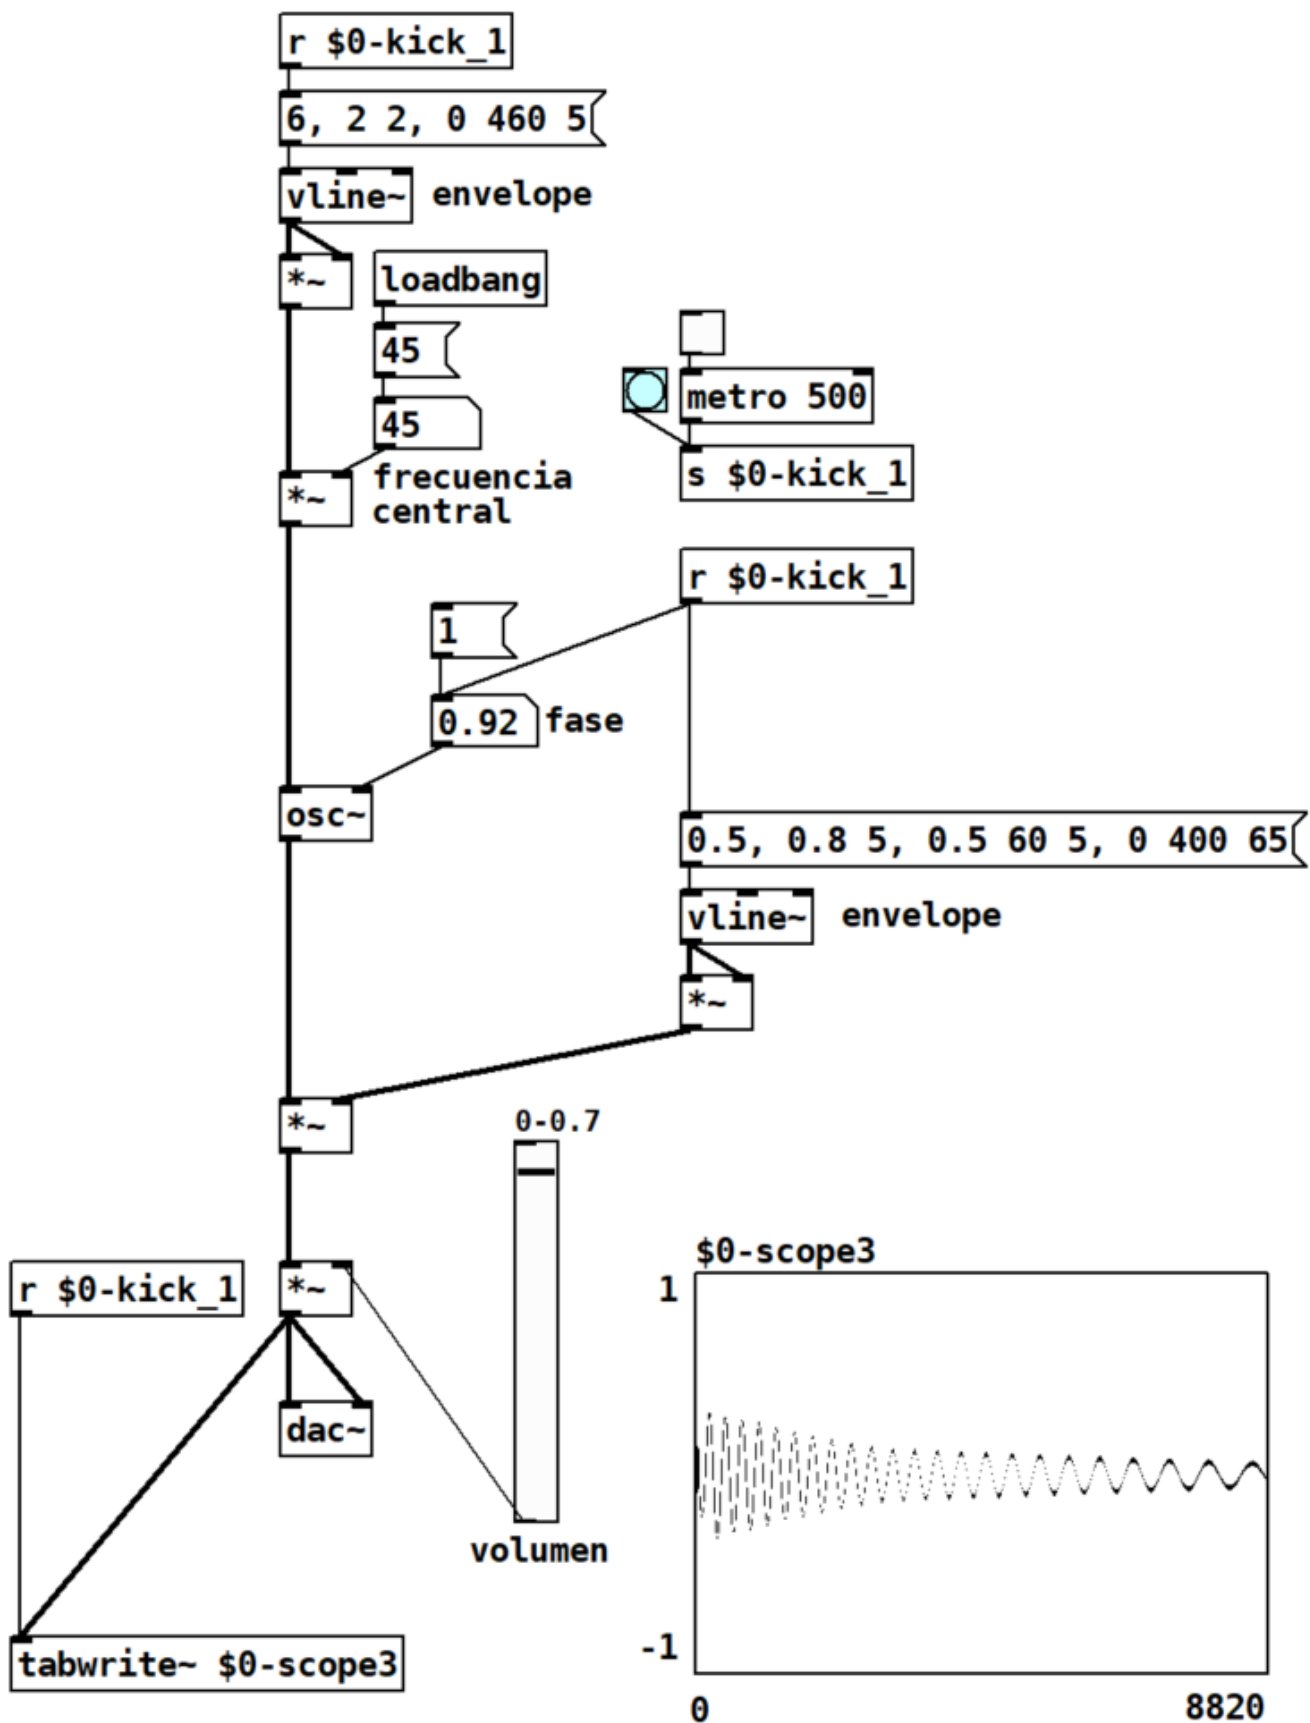 r $0-kick_1
6, 2 2, 0 460 5
vline~ envelope
*~
loadbang
45
45
*~
frecuencia
central
metro 500
s $0-kick_1
r $0-kick_1
1
0.92 fase
osc~
0.5, 0.8 5, 0.5 60 5, 0 400 65
vline~ envelope
*~
*~
0-0.7
r $0-kick_1
*~
dac~
volumen
tabwrite~ $0-scope3
$0-scope3
1
-1
0 8820